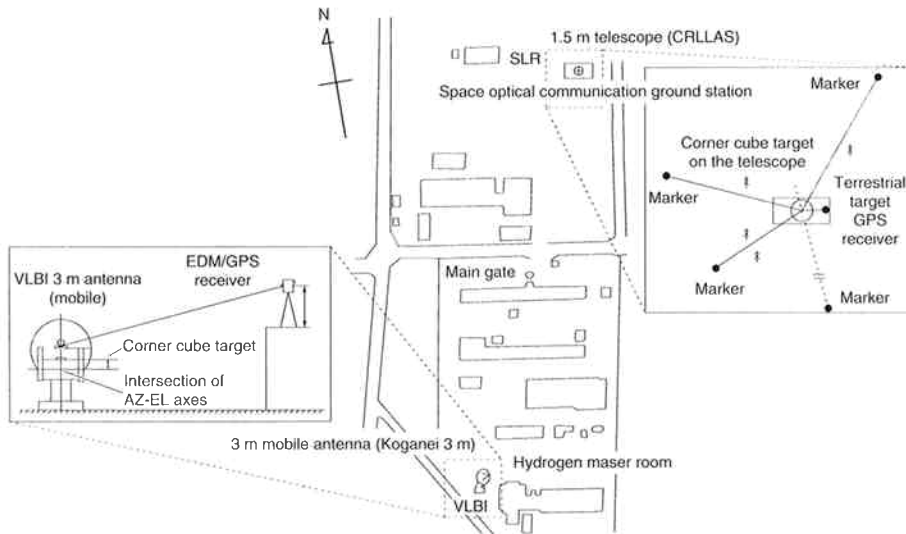 N
1.5 m telescope (CRLLAS)
SLR
Space optical communication ground station
Marker
Corner cube target
on the telescope
Marker
Terrestrial
target
GPS
receiver
Marker
Marker
EDM/GPS
receiver
VLBI 3 m antenna
(mobile)
Corner cube target
Intersection of
AZ-EL axes
Main gate
3 m mobile antenna (Koganei 3 m)
Hydrogen maser room
VLBI